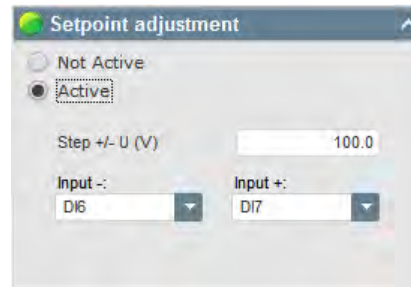 Setpoint adjustment
Not Active
Active
Step +/- U (V) 100.0
Input -: Input +:
DI6 DI7